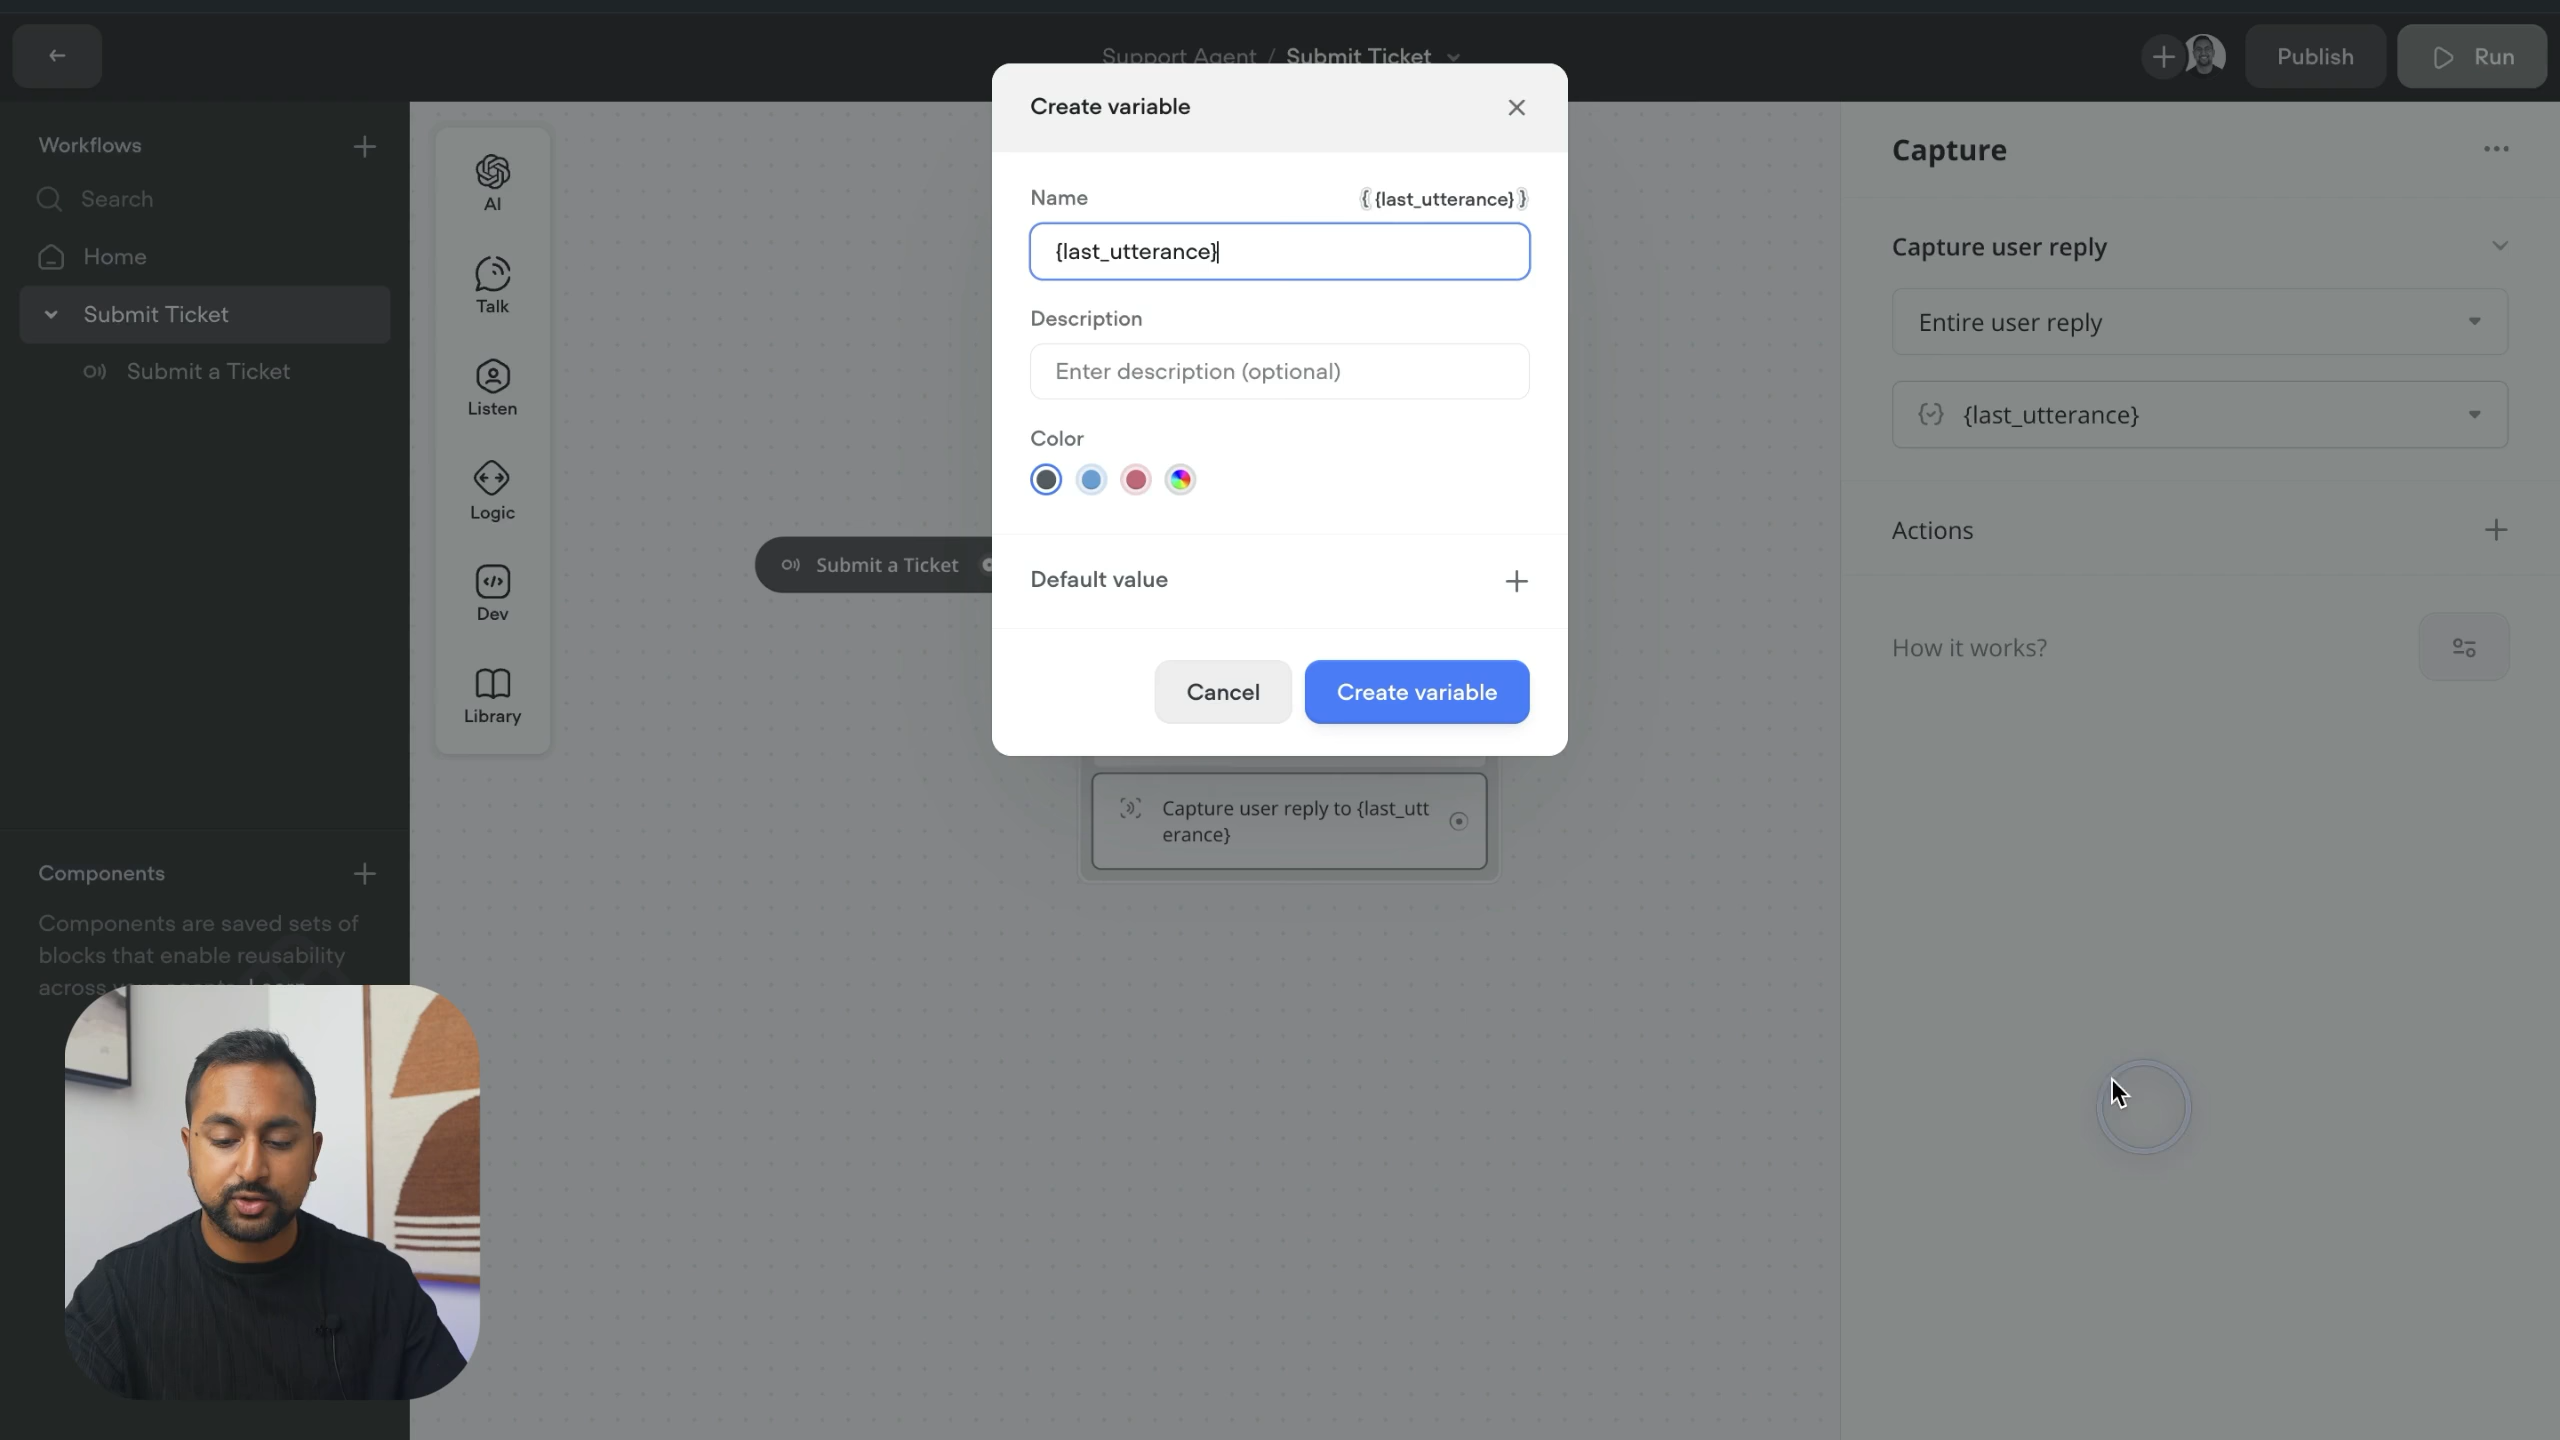 Support Agent / Submit Ticket
Publish
Run
Workflows
Search
Home
Submit Ticket
Submit a Ticket
Components
Components are saved sets of
blocks that enable reusability
across
AI
Talk
Listen
Logic
Dev
Library
Submit a Ticket
Create variable
Name
{ {last_utterance} }
{last_utterance}
Description
Enter description (optional)
Color
Default value
Cancel
Create variable
Capture user reply to {last_utt
erance}
Capture
Capture user reply
Entire user reply
{last_utterance}
Actions
How it works?